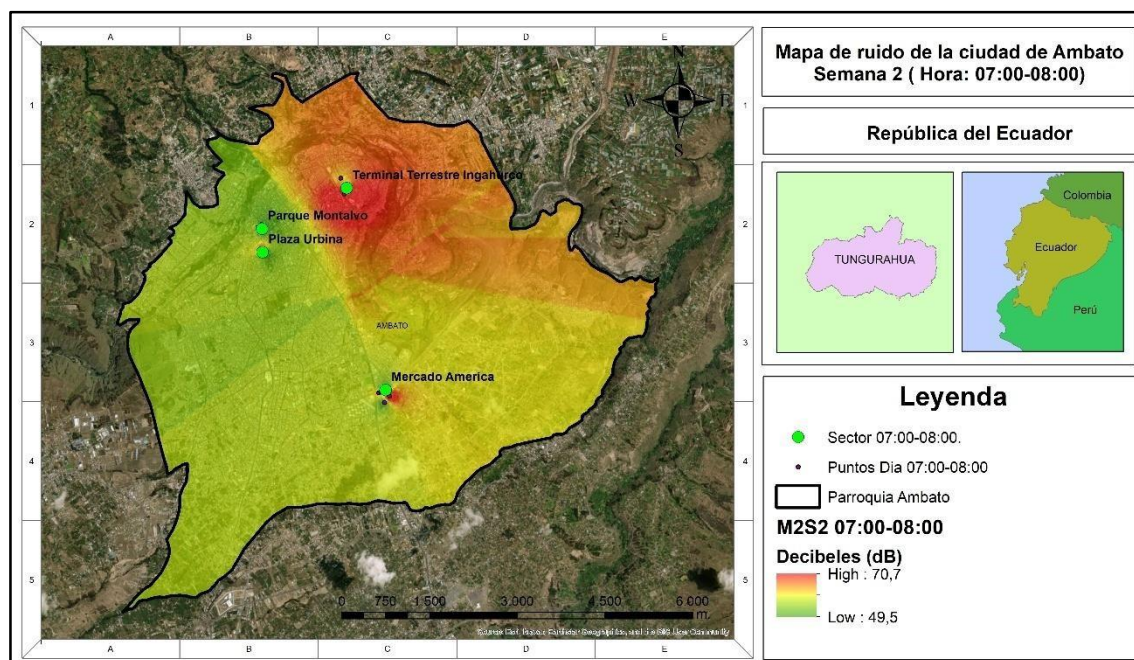 Mapa de ruido de la ciudad de Ambato
Semana 2 ( Hora: 07:00-08:00)
República del Ecuador
A B C D E
N
W E
S
1 1
2 2
3 3
4 4
5 5
Terminal Terrestre Ingahurco
Parque Montalvo
Plaza Urbina
AMBATO
Mercado America
0 750 1 500 3 000 4 500 6 000
m
A B C D E
TUNGURAHUA
Colombia
Ecuador
Perú
Leyenda
Sector 07:00-08:00.
Puntos Dia 07:00-08:00
Parroquia Ambato
M2S2 07:00-08:00
Decibeles (dB)
High : 70,7
Low : 49,5